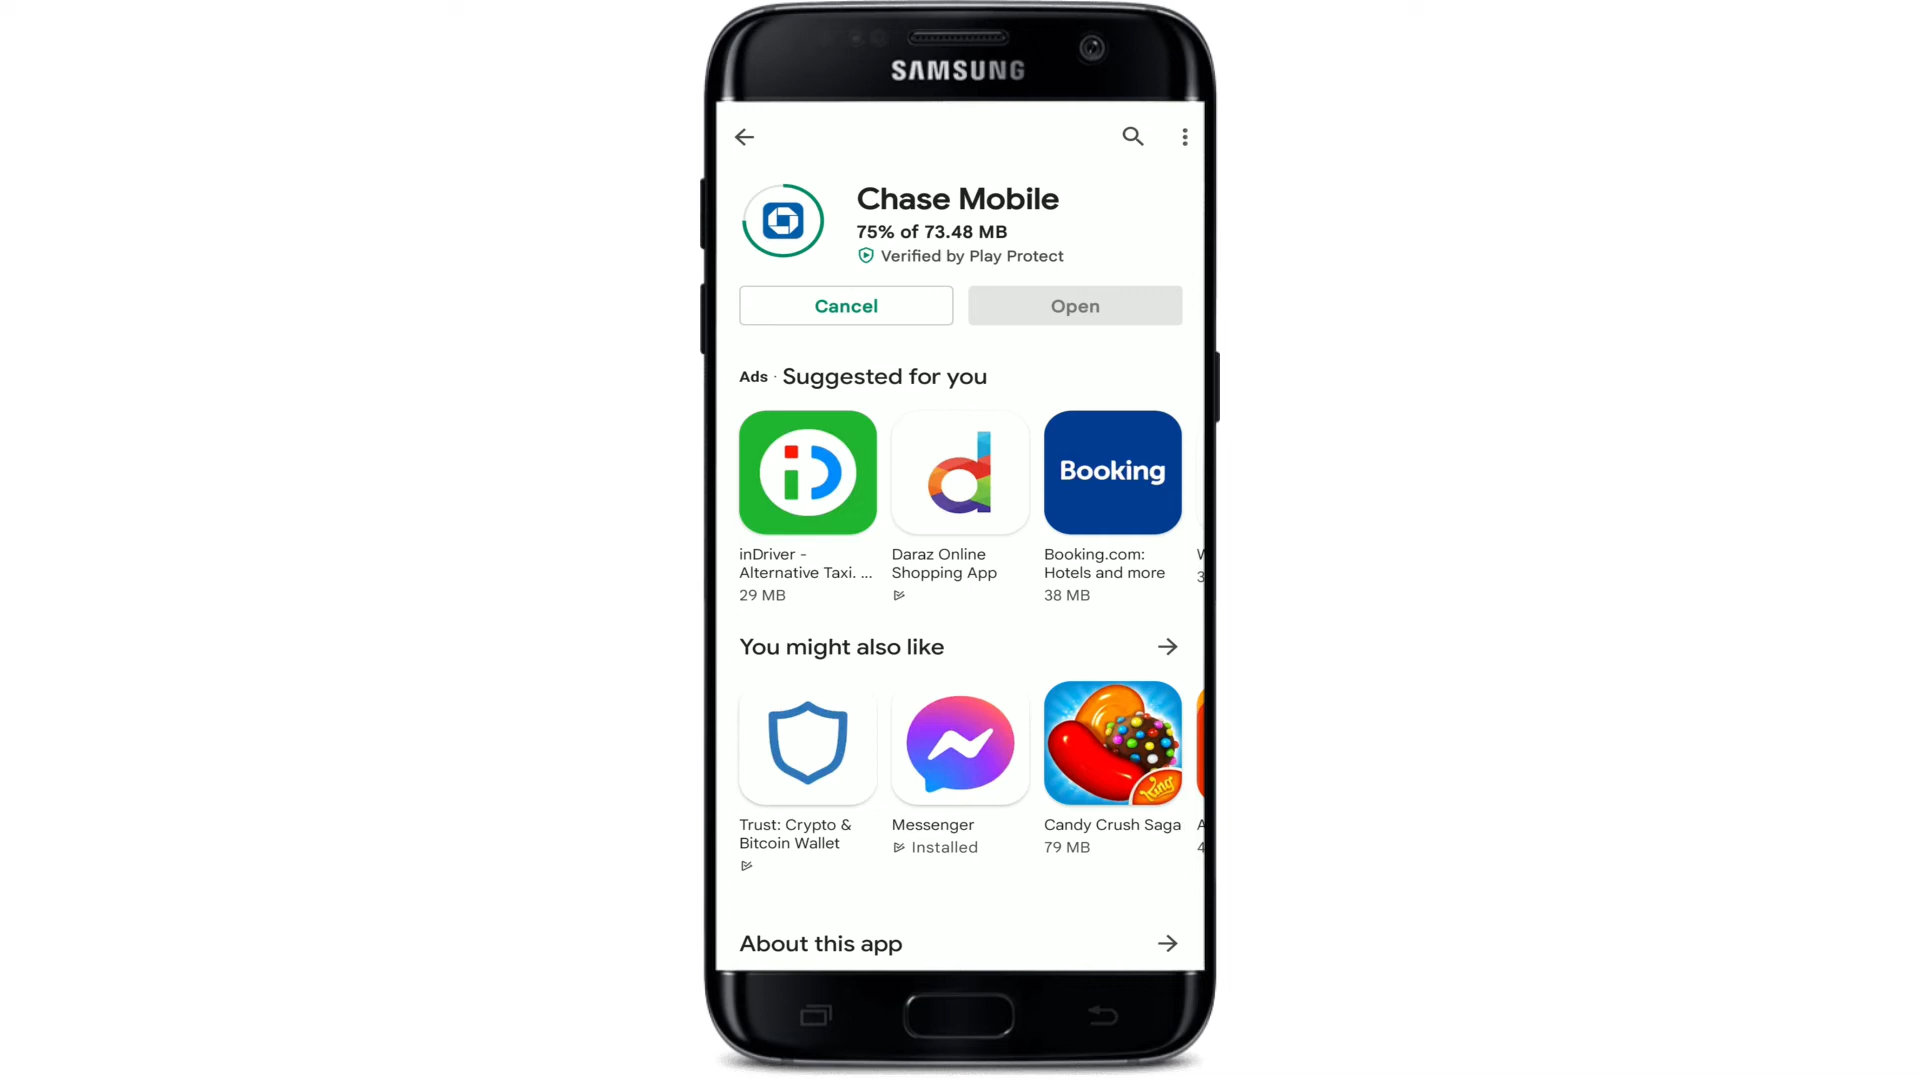 SAMSUNG
Chase Mobile
75% of 73.48 MB
Verified by Play Protect
Cancel
Open
Ads · Suggested for you
Booking
inDriver -
Alternative Taxi. ...
29 MB
Daraz Online
Shopping App
Booking.com:
Hotels and more
38 MB
You might also like
King
Trust: Crypto &
Bitcoin Wallet
Messenger
Installed
Candy Crush Saga
79 MB
About this app